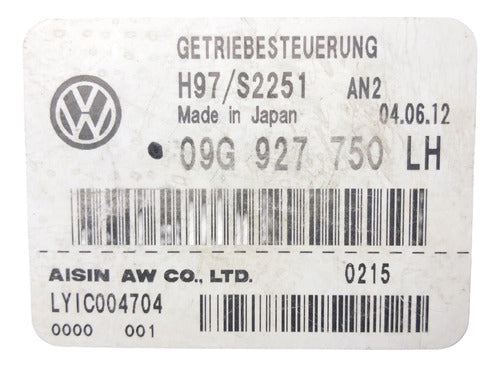 GETRIEBESTEUERUNG
H97/S2251 AN2
Made in Japan 04.06.12
09G 927 750 LH
AISIN AW CO., LTD. 0215
LYIC004704
0000 001